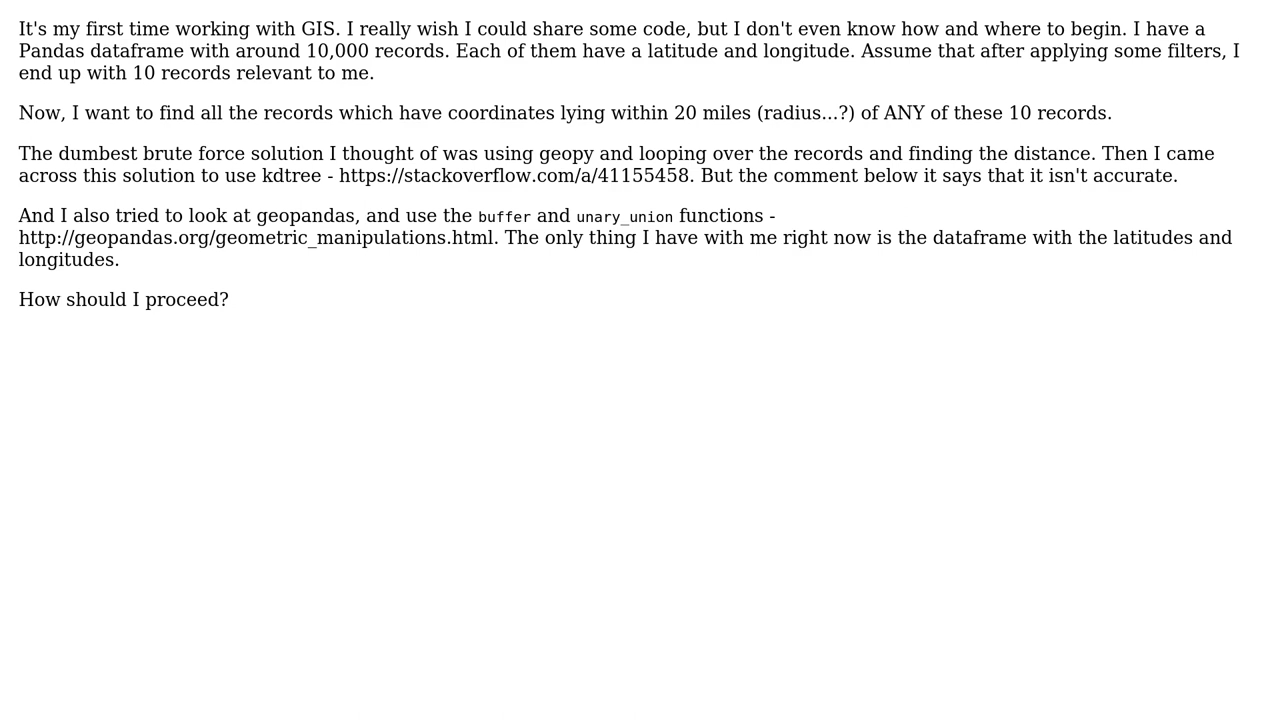 It's my first time working with GIS. I really wish I could share some code, but I don't even know how and where to begin. I have a
Pandas dataframe with around 10,000 records. Each of them have a latitude and longitude. Assume that after applying some filters, I
end up with 10 records relevant to me.
Now, I want to find all the records which have coordinates lying within 20 miles (radius...?) of ANY of these 10 records.
The dumbest brute force solution I thought of was using geopy and looping over the records and finding the distance. Then I came
across this solution to use kdtree - https://stackoverflow.com/a/41155458. But the comment below it says that it isn't accurate.
And I also tried to look at geopandas, and use the buffer and unary_union functions -
http://geopandas.org/geometric_manipulations.html. The only thing I have with me right now is the dataframe with the latitudes and
longitudes.
How should I proceed?